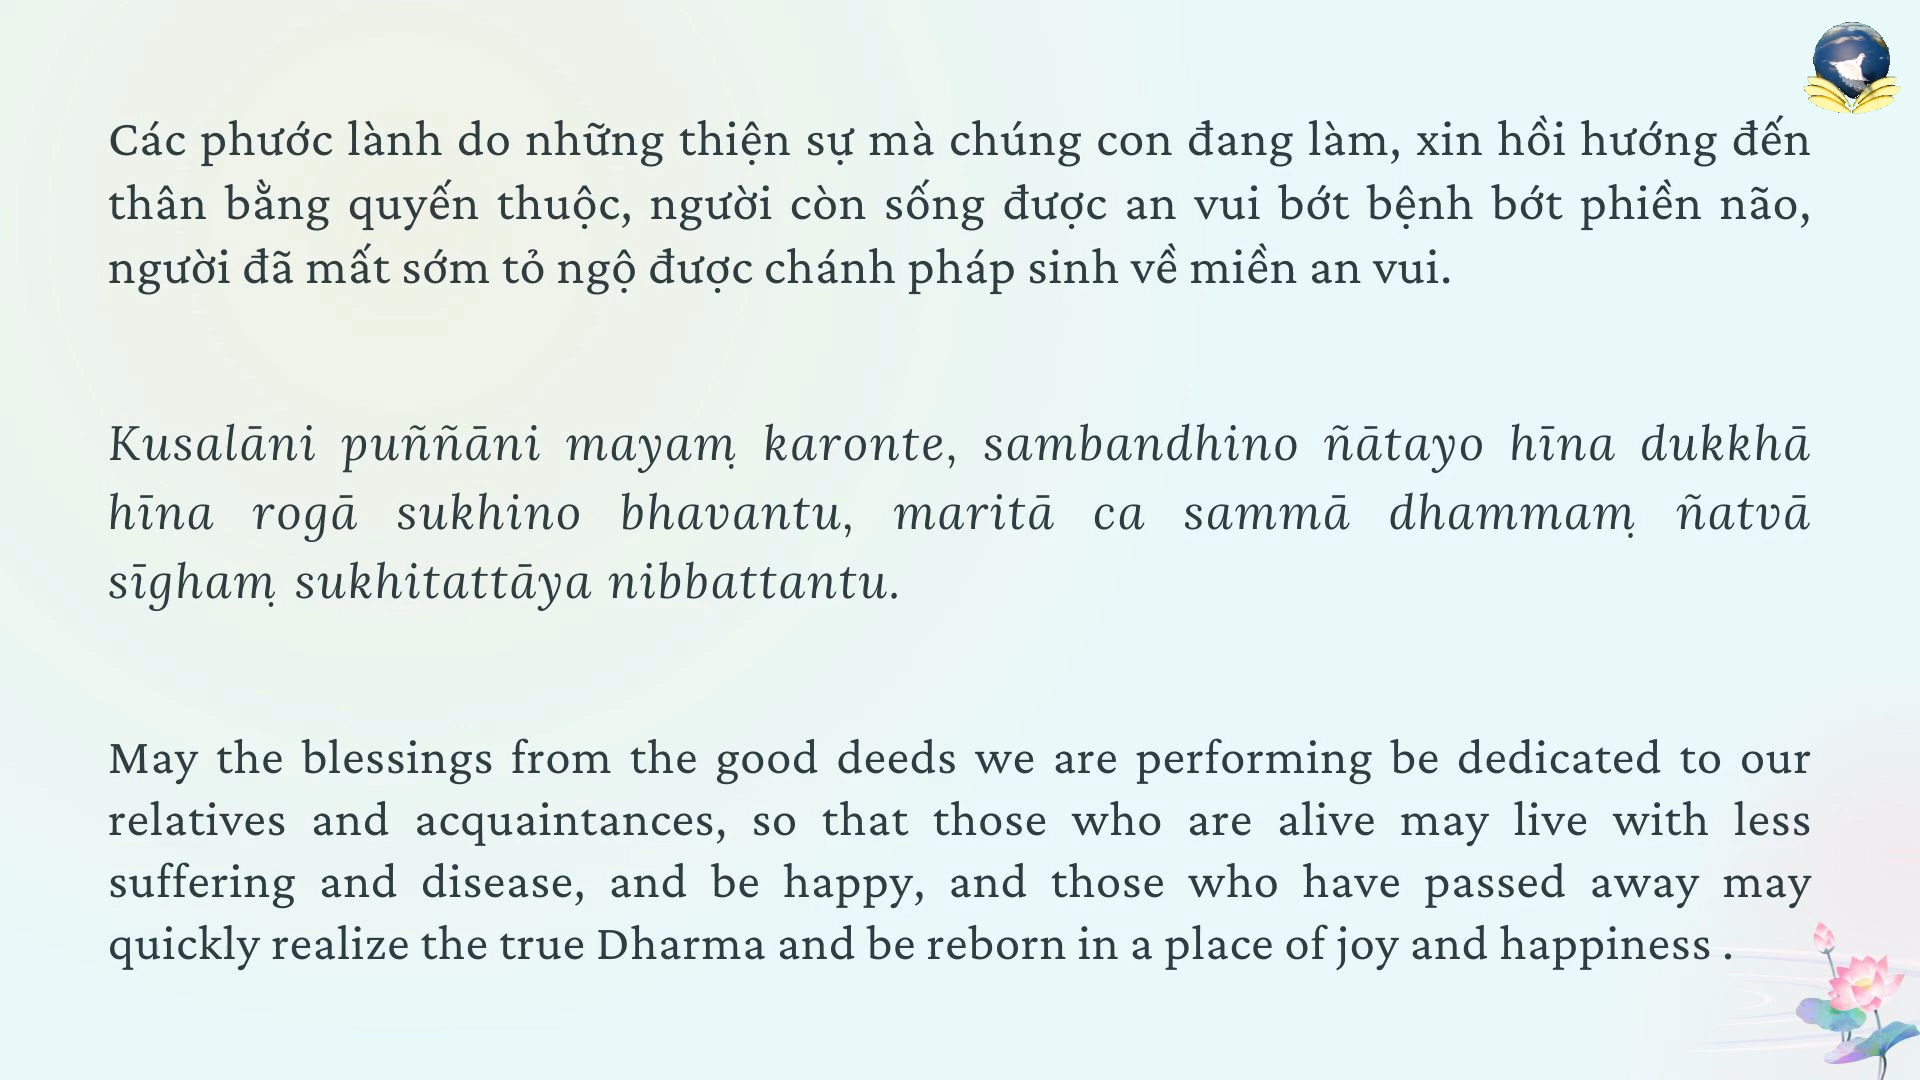 Các phước lành do những thiện sự mà chúng con đang làm, xin hồi hướng đến
thân bằng quyến thuộc, người còn sống được an vui bớt bệnh bớt phiền não,
người đã mất sớm tỏ ngộ được chánh pháp sinh về miền an vui.
Kusalāni puññāni mayaṃ karonte, sambandhino ñātayo hīna dukkhā
hīna rogā sukhino bhavantu, maritā ca sammā dhammaṃ ñatvā
sīghaṃ sukhitattāya nibbattantu.
May the blessings from the good deeds we are performing be dedicated to our
relatives and acquaintances, so that those who are alive may live with less
suffering and disease, and be happy, and those who have passed away may
quickly realize the true Dharma and be reborn in a place of joy and happiness .